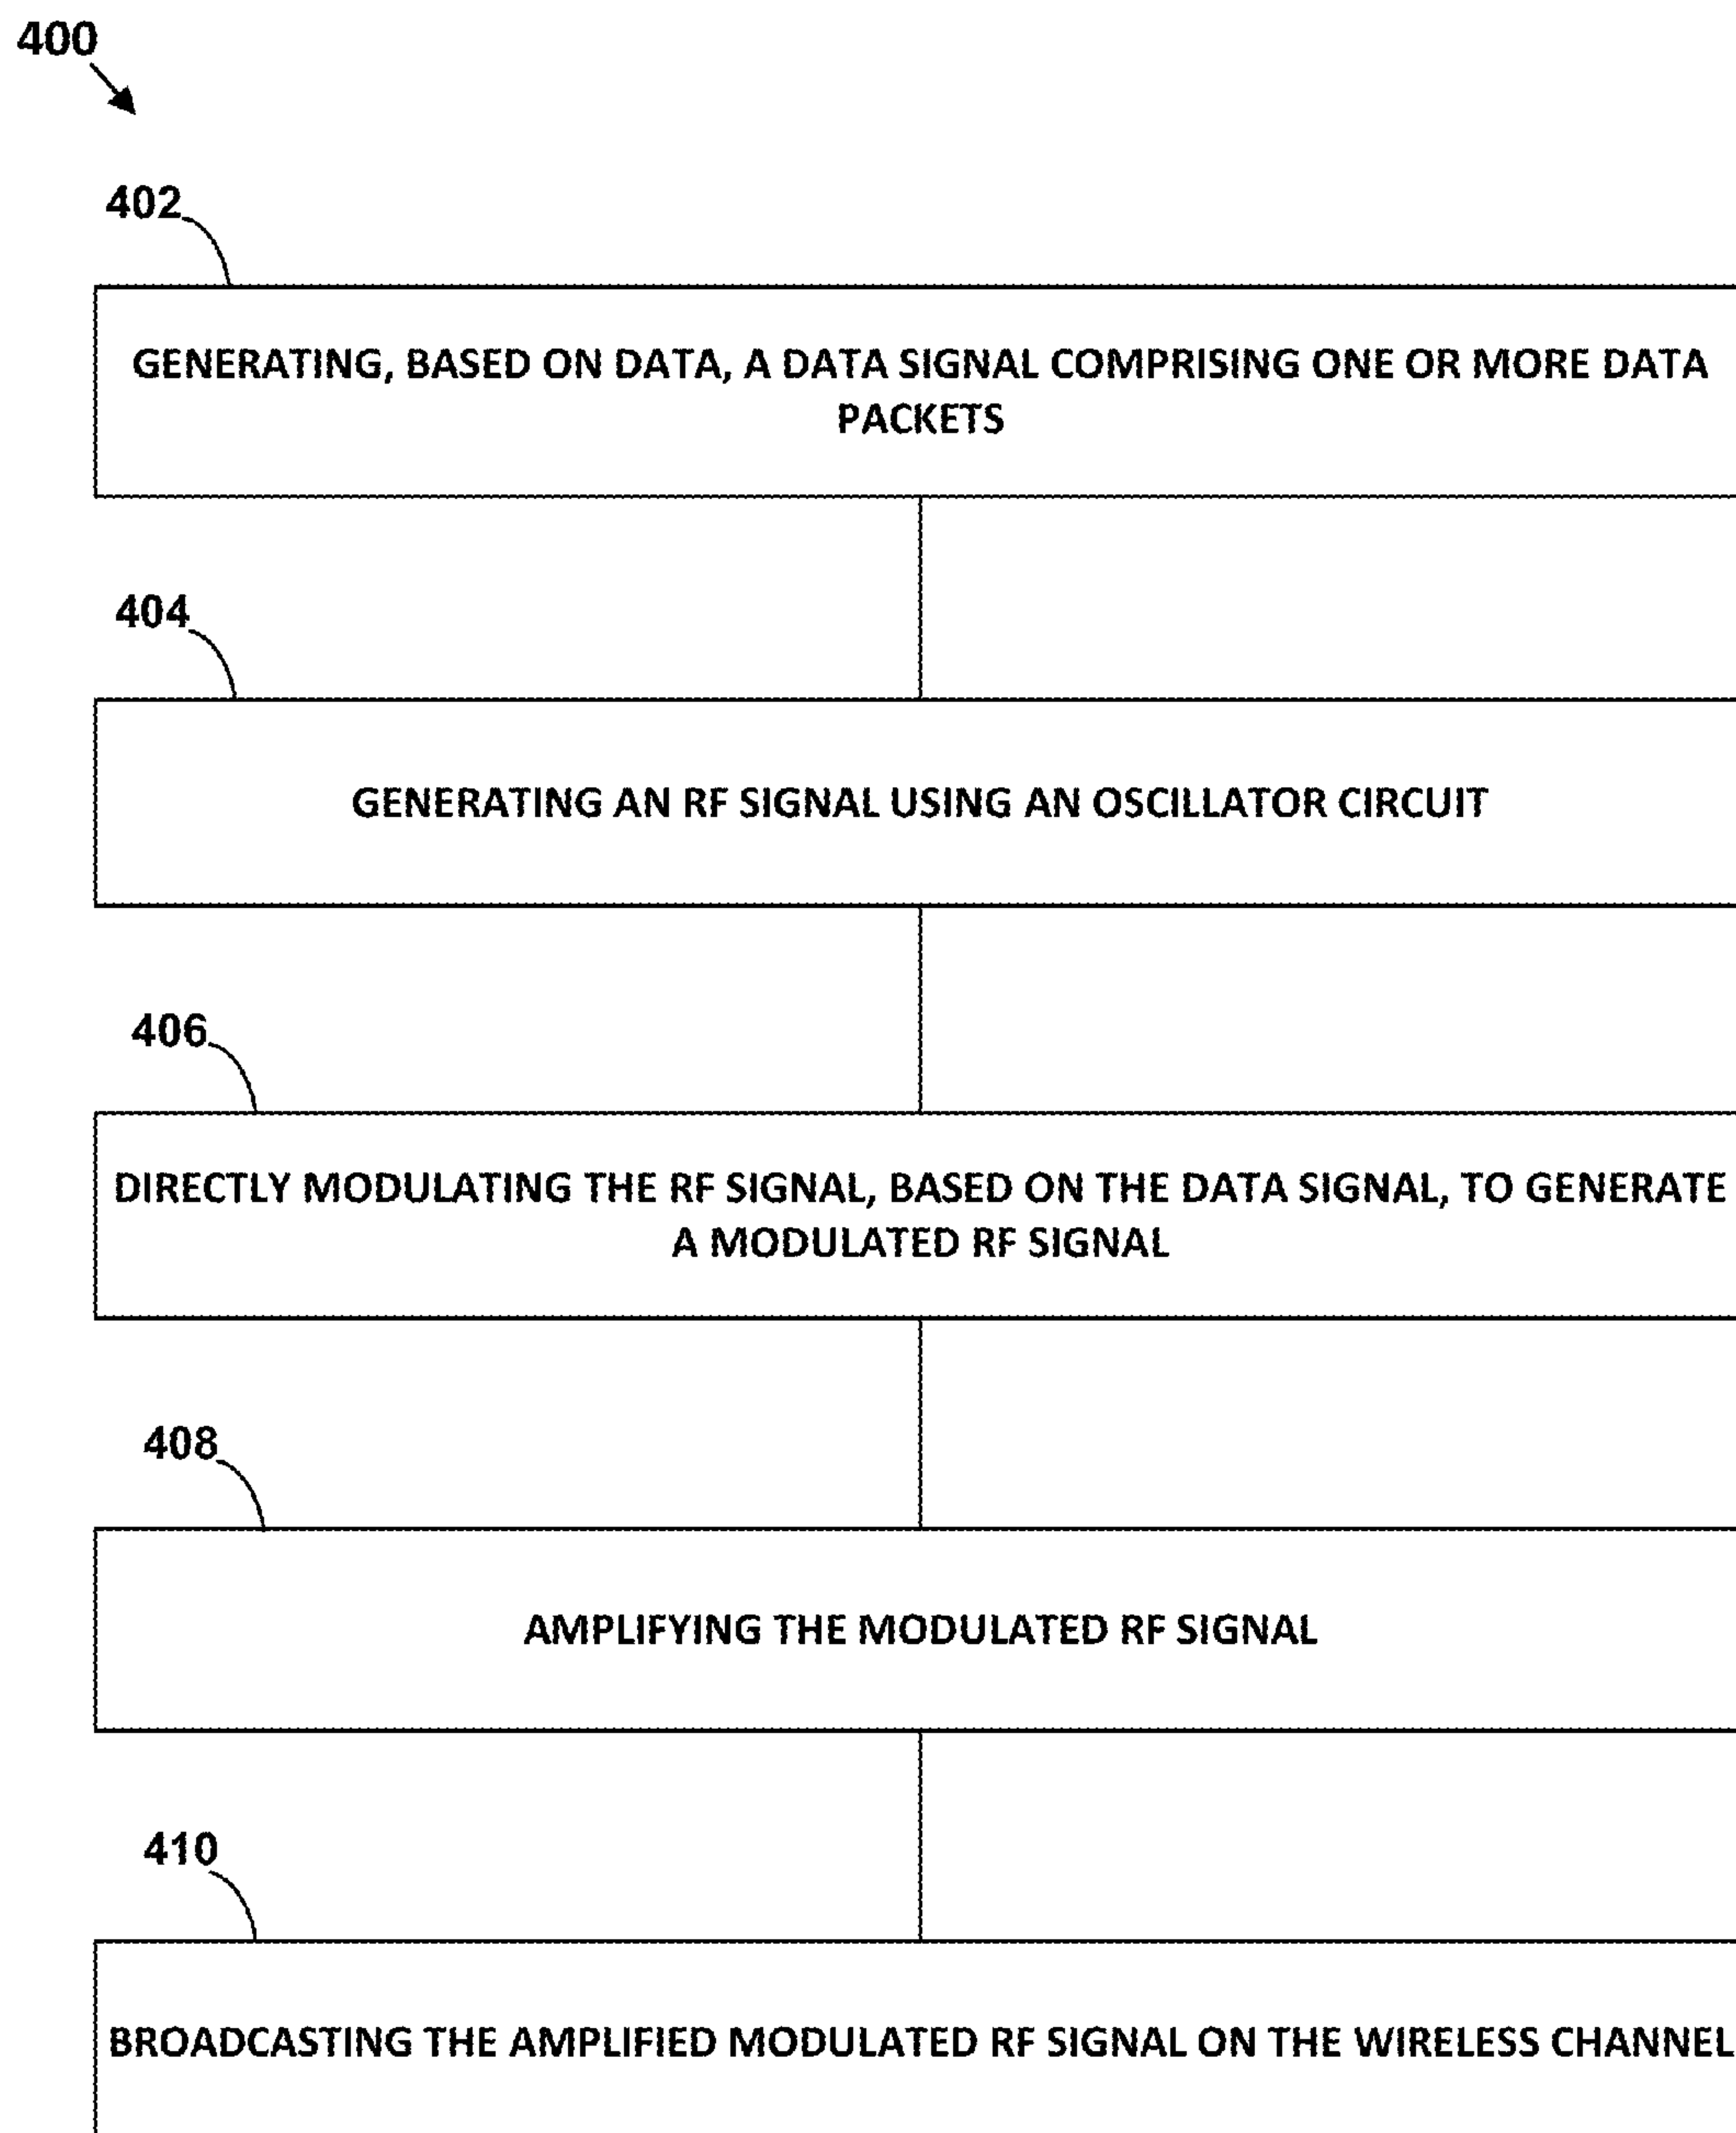 400
402
GENERATING, BASED ON DATA, A DATA SIGNAL COMPRISING ONE OR MORE DATA
PACKETS
404
GENERATING AN RF SIGNAL USING AN OSCILLATOR CIRCUIT
406
DIRECTLY MODULATING THE RF SIGNAL, BASED ON THE DATA SIGNAL, TO GENERATE
A MODULATED RF SIGNAL
408
AMPLIFYING THE MODULATED RF SIGNAL
410
BROADCASTING THE AMPLIFIED MODULATED RF SIGNAL ON THE WIRELESS CHANNEL